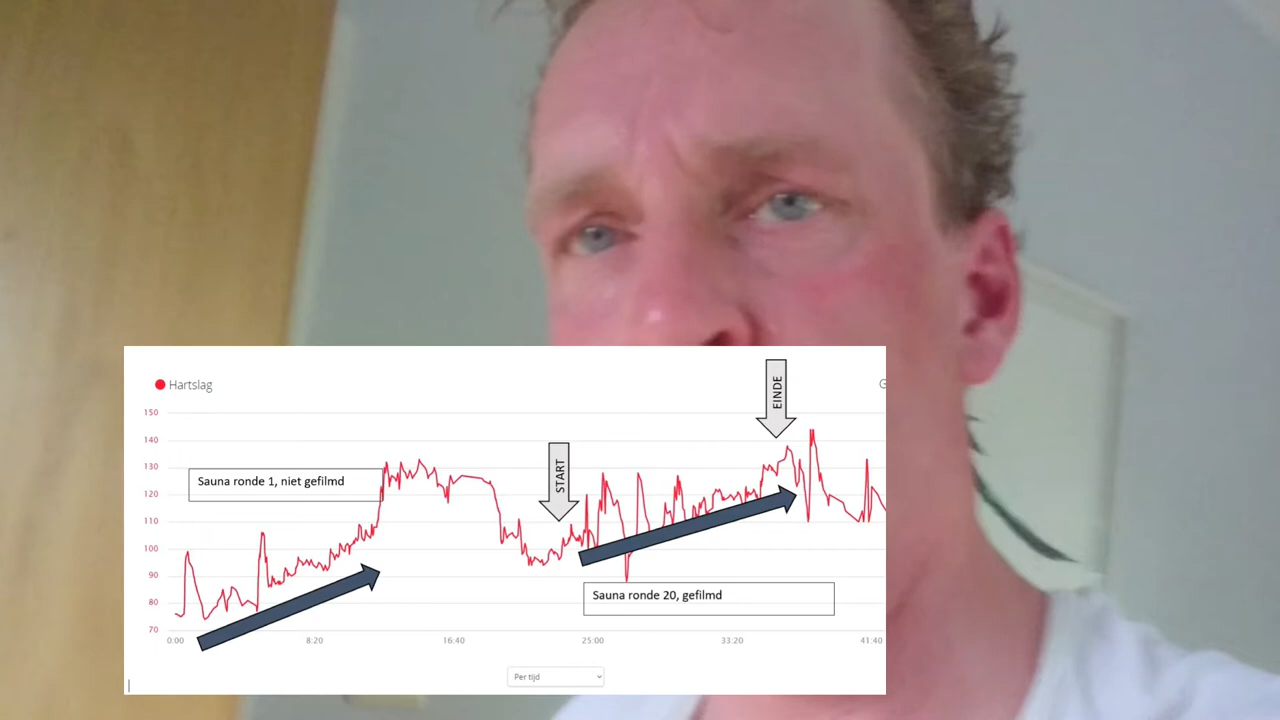 Hartslag
G
EINDE
150
140
130
120
110
100
90
80
70
Sauna ronde 1, niet gefilmd
START
Sauna ronde 20, gefilmd
0:00 8:20 16:40 25:00 33:20 41:40
Per tijd